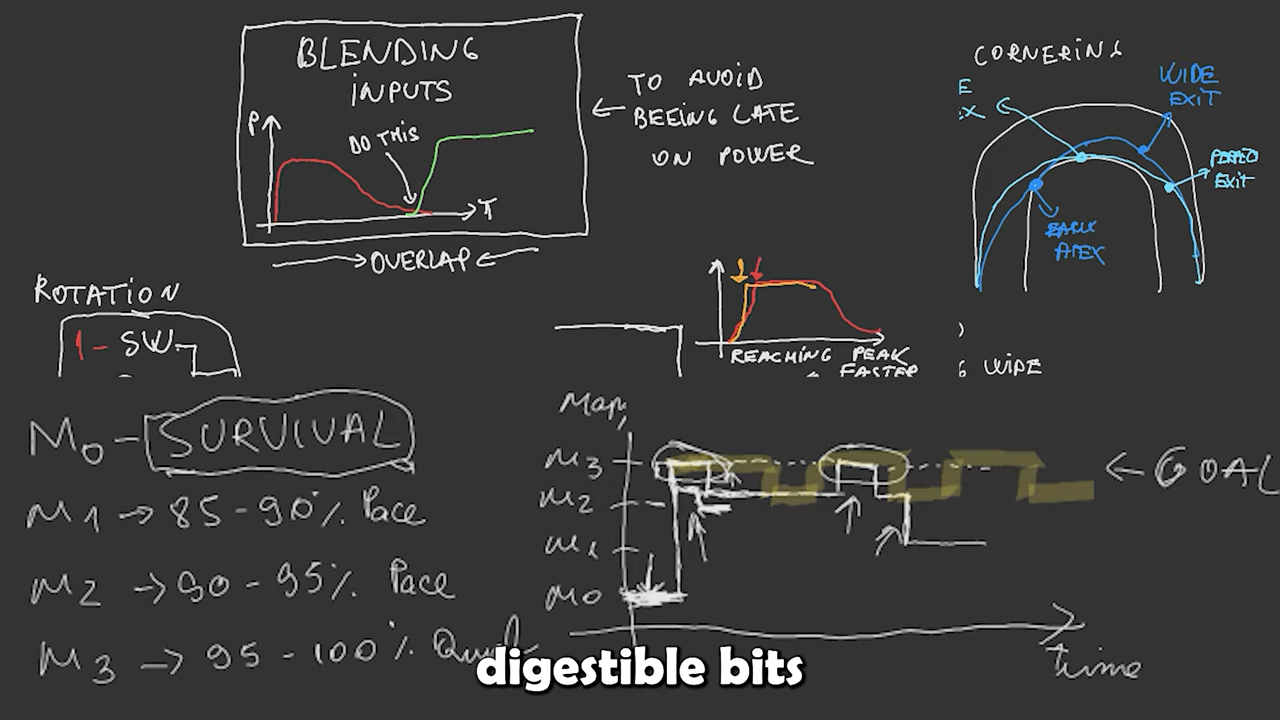 BLENDING
iNPUTS
P
DO THIS
T
OVERLAP
TO AVOID
BEEING LATE
ON POWER
CORNERING
WIDE
EXIT
E
EX
EXIT
EARLY
APEX
ROTATION
1- SW
REACHING PEAK
FASTER
G WIDE
M0 - SURVIVAL
M1 → 85-90% Pace
M2 → 90-95% Pace
M3 → 95-100%
Map
M3
M2
M1
M0
← GOAL
time
digestible bits